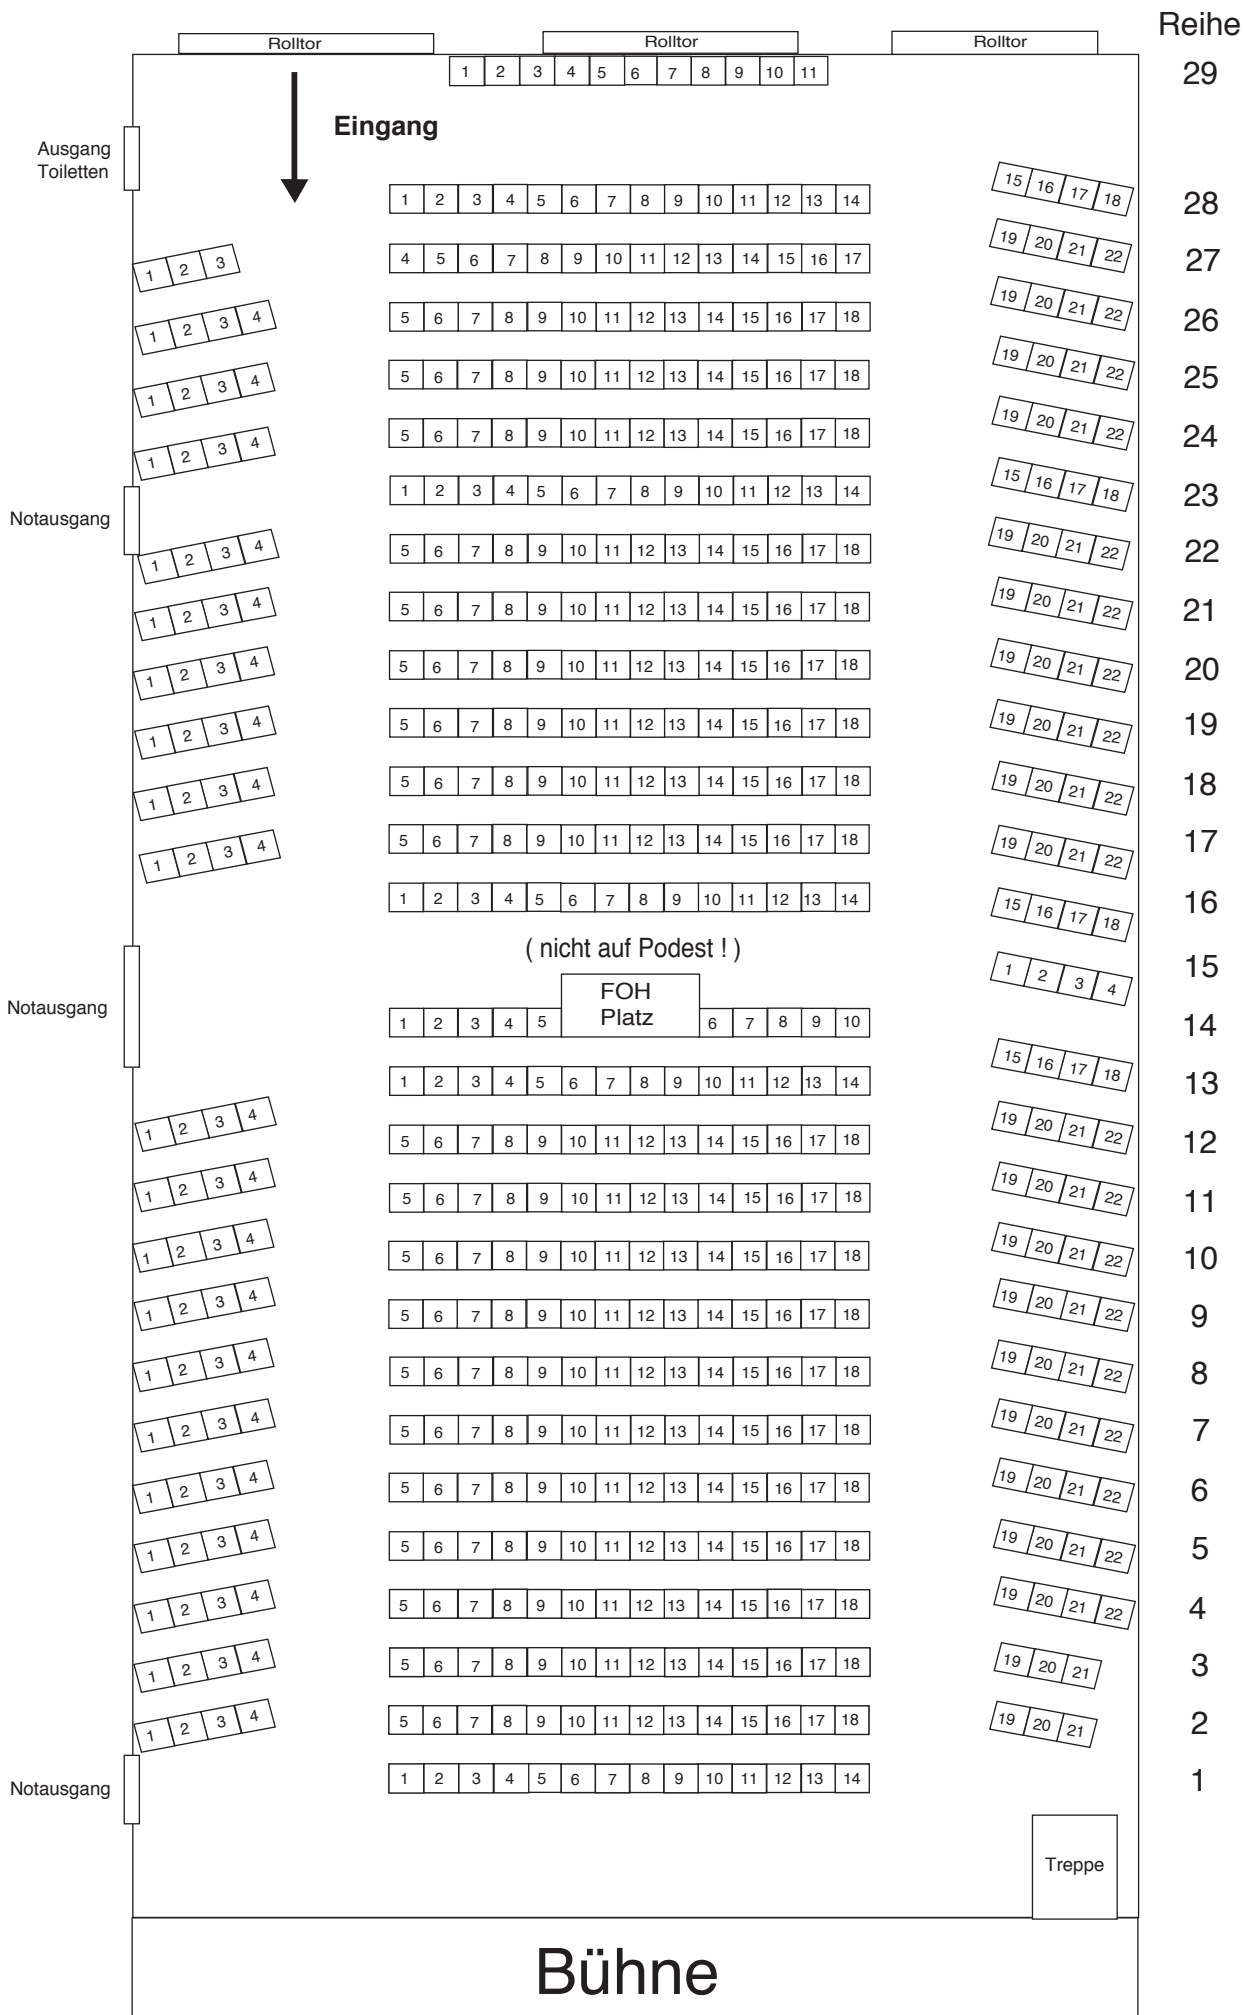 Reihe
Rolltor Rolltor Rolltor
1 2 3 4 5 6 7 8 9 10 11 29
Eingang
Ausgang
Toiletten
1 2 3 4 5 6 7 8 9 10 11 12 13 14 15 16 17 18 28
1 2 3 4 5 6 7 8 9 10 11 12 13 14 15 16 17 19 20 21 22 27
1 2 3 4 5 6 7 8 9 10 11 12 13 14 15 16 17 18 19 20 21 22 26
1 2 3 4 5 6 7 8 9 10 11 12 13 14 15 16 17 18 19 20 21 22 25
1 2 3 4 5 6 7 8 9 10 11 12 13 14 15 16 17 18 19 20 21 22 24
1 2 3 4 5 6 7 8 9 10 11 12 13 14 15 16 17 18 23
Notausgang
1 2 3 4 5 6 7 8 9 10 11 12 13 14 15 16 17 18 19 20 21 22 22
1 2 3 4 5 6 7 8 9 10 11 12 13 14 15 16 17 18 19 20 21 22 21
1 2 3 4 5 6 7 8 9 10 11 12 13 14 15 16 17 18 19 20 21 22 20
1 2 3 4 5 6 7 8 9 10 11 12 13 14 15 16 17 18 19 20 21 22 19
1 2 3 4 5 6 7 8 9 10 11 12 13 14 15 16 17 18 19 20 21 22 18
1 2 3 4 5 6 7 8 9 10 11 12 13 14 15 16 17 18 19 20 21 22 17
1 2 3 4 5 6 7 8 9 10 11 12 13 14 15 16 17 18 16
( nicht auf Podest ! )
1 2 3 4 15
Notausgang
FOH
Platz
1 2 3 4 5 6 7 8 9 10 14
1 2 3 4 5 6 7 8 9 10 11 12 13 14 15 16 17 18 13
1 2 3 4 5 6 7 8 9 10 11 12 13 14 15 16 17 18 19 20 21 22 12
1 2 3 4 5 6 7 8 9 10 11 12 13 14 15 16 17 18 19 20 21 22 11
1 2 3 4 5 6 7 8 9 10 11 12 13 14 15 16 17 18 19 20 21 22 10
1 2 3 4 5 6 7 8 9 10 11 12 13 14 15 16 17 18 19 20 21 22 9
1 2 3 4 5 6 7 8 9 10 11 12 13 14 15 16 17 18 19 20 21 22 8
1 2 3 4 5 6 7 8 9 10 11 12 13 14 15 16 17 18 19 20 21 22 7
1 2 3 4 5 6 7 8 9 10 11 12 13 14 15 16 17 18 19 20 21 22 6
1 2 3 4 5 6 7 8 9 10 11 12 13 14 15 16 17 18 19 20 21 22 5
1 2 3 4 5 6 7 8 9 10 11 12 13 14 15 16 17 18 19 20 21 22 4
1 2 3 4 5 6 7 8 9 10 11 12 13 14 15 16 17 18 19 20 21 3
1 2 3 4 5 6 7 8 9 10 11 12 13 14 15 16 17 18 19 20 21 2
Notausgang
1 2 3 4 5 6 7 8 9 10 11 12 13 14 1
Treppe
Bühne